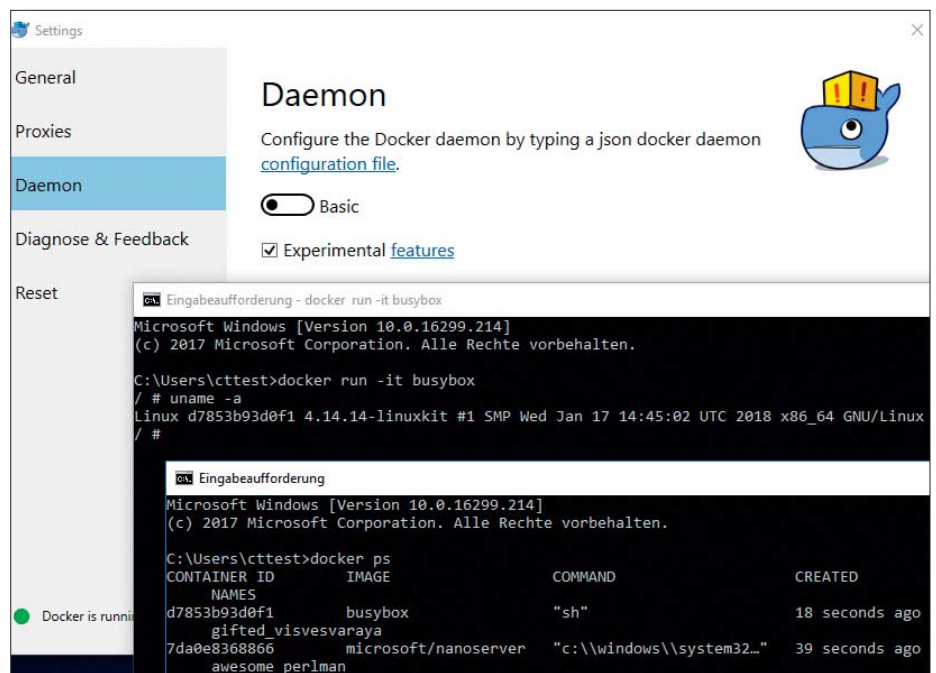 Settings
General
Proxies
Daemon
Diagnose & Feedback
Reset
Daemon
Configure the Docker daemon by typing a json docker daemon
configuration file.
Basic
Experimental features
Docker is
Eingabeaufforderung - docker run -it busybox
Microsoft Windows [Version 10.0.16299.214]
(c) 2017 Microsoft Corporation. Alle Rechte vorbehalten.
C:\Users\cttest>docker run -it busybox
/ # uname -a
Linux d7853b93d0f1 4.14.14-linuxkit #1 SMP Wed Jan 17 14:45:02 UTC 2018 x86_64 GNU/Linux
/ #
Eingabeaufforderung
Microsoft Windows [Version 10.0.16299.214]
(c) 2017 Microsoft Corporation. Alle Rechte vorbehalten.
C:\Users\cttest>docker ps
CONTAINER ID IMAGE COMMAND CREATED
NAMES
d7853b93d0f1 busybox "sh" 18 seconds ago
gifted_visvesvaraya
7da0e8368866 microsoft/nanoserver "c:\\windows\\system32…" 39 seconds ago
awesome_perlman